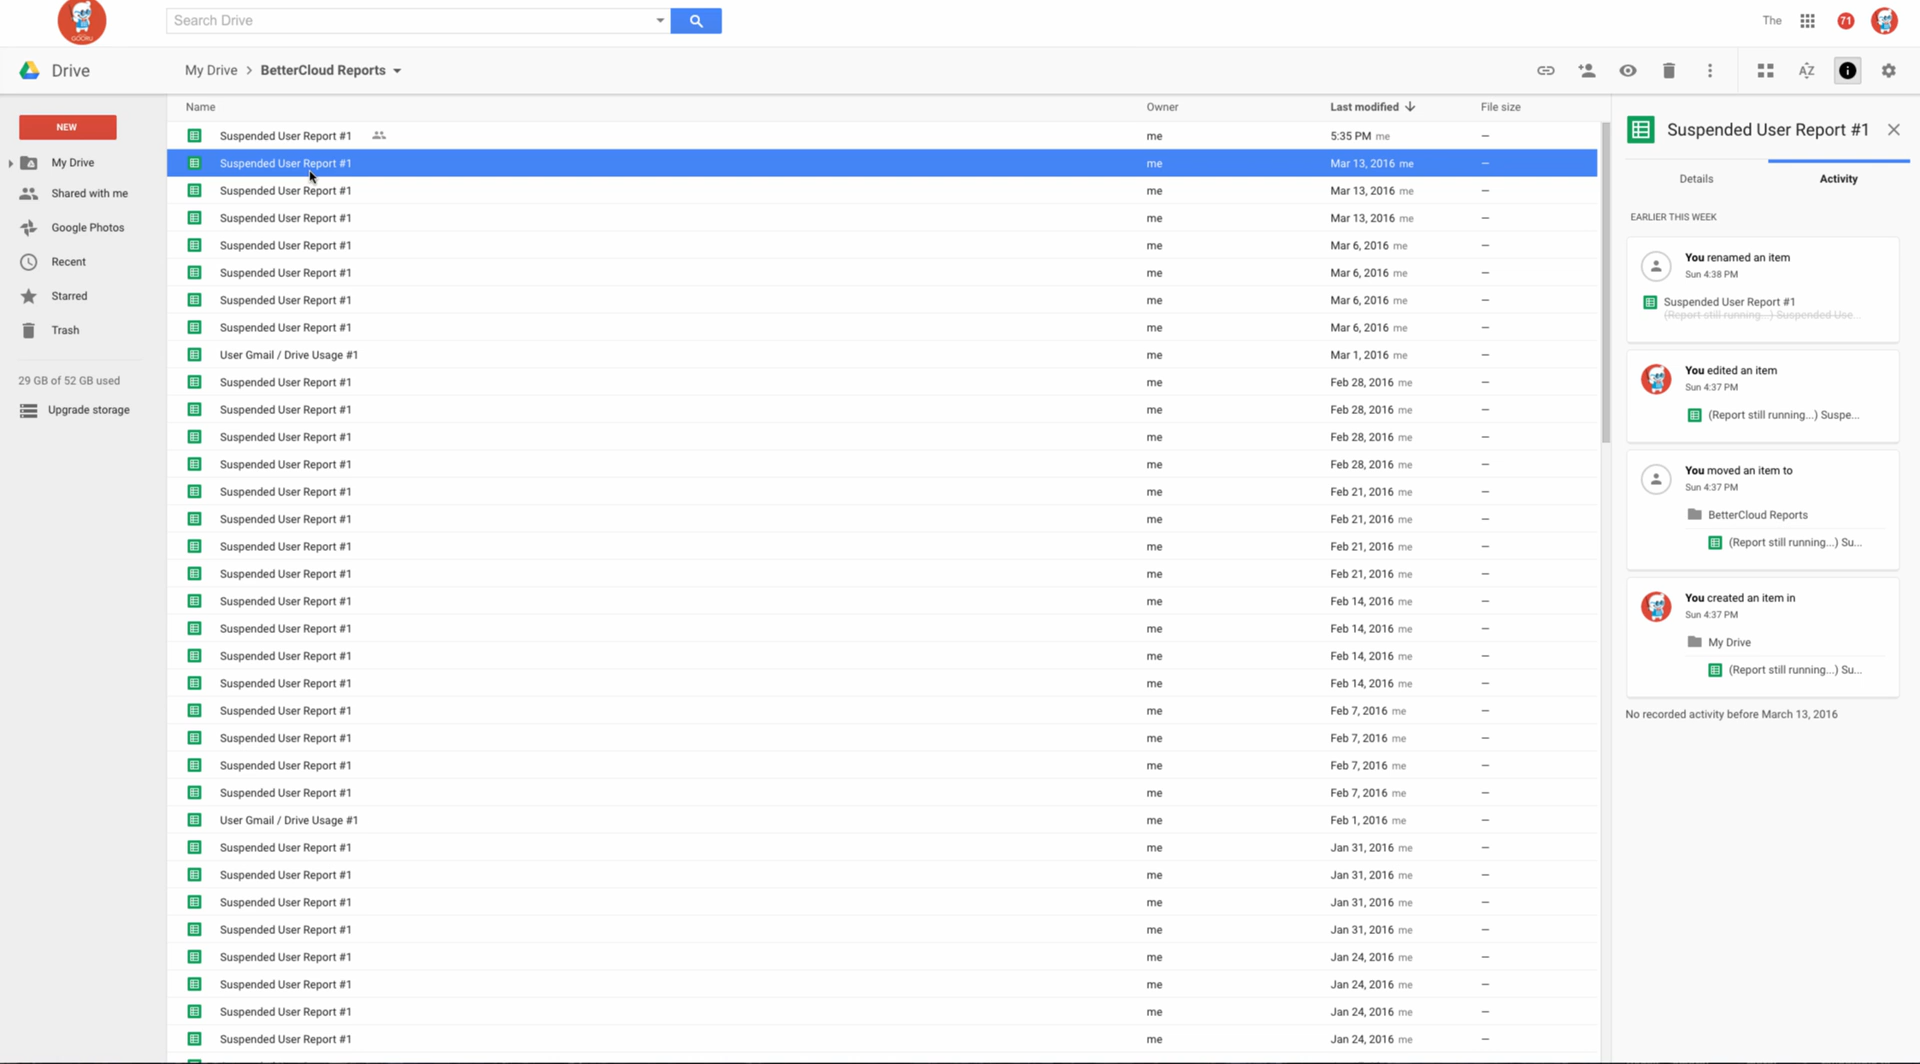 Search Drive
The
71
Drive
My Drive > BetterCloud Reports
NEW
My Drive
Shared with me
Google Photos
Recent
Starred
Trash
29 GB of 52 GB used
Upgrade storage
Name Owner Last modified File size
Suspended User Report #1 me 5:35 PM me —
Suspended User Report #1 me Mar 13, 2016 me —
Suspended User Report #1 me Mar 13, 2016 me —
Suspended User Report #1 me Mar 13, 2016 me —
Suspended User Report #1 me Mar 6, 2016 me —
Suspended User Report #1 me Mar 6, 2016 me —
Suspended User Report #1 me Mar 6, 2016 me —
Suspended User Report #1 me Mar 6, 2016 me —
User Gmail / Drive Usage #1 me Mar 1, 2016 me —
Suspended User Report #1 me Feb 28, 2016 me —
Suspended User Report #1 me Feb 28, 2016 me —
Suspended User Report #1 me Feb 28, 2016 me —
Suspended User Report #1 me Feb 28, 2016 me —
Suspended User Report #1 me Feb 21, 2016 me —
Suspended User Report #1 me Feb 21, 2016 me —
Suspended User Report #1 me Feb 21, 2016 me —
Suspended User Report #1 me Feb 21, 2016 me —
Suspended User Report #1 me Feb 14, 2016 me —
Suspended User Report #1 me Feb 14, 2016 me —
Suspended User Report #1 me Feb 14, 2016 me —
Suspended User Report #1 me Feb 14, 2016 me —
Suspended User Report #1 me Feb 7, 2016 me —
Suspended User Report #1 me Feb 7, 2016 me —
Suspended User Report #1 me Feb 7, 2016 me —
Suspended User Report #1 me Feb 7, 2016 me —
User Gmail / Drive Usage #1 me Feb 1, 2016 me —
Suspended User Report #1 me Jan 31, 2016 me —
Suspended User Report #1 me Jan 31, 2016 me —
Suspended User Report #1 me Jan 31, 2016 me —
Suspended User Report #1 me Jan 31, 2016 me —
Suspended User Report #1 me Jan 24, 2016 me —
Suspended User Report #1 me Jan 24, 2016 me —
Suspended User Report #1 me Jan 24, 2016 me —
Suspended User Report #1 me Jan 24, 2016 me —
Suspended User Report #1
Details Activity
EARLIER THIS WEEK
You renamed an item
Sun 4:38 PM
Suspended User Report #1
(Report still running...) Suspended Use...
You edited an item
Sun 4:37 PM
(Report still running...) Suspe...
You moved an item to
Sun 4:37 PM
BetterCloud Reports
(Report still running...) Su...
You created an item in
Sun 4:37 PM
My Drive
(Report still running...) Su...
No recorded activity before March 13, 2016